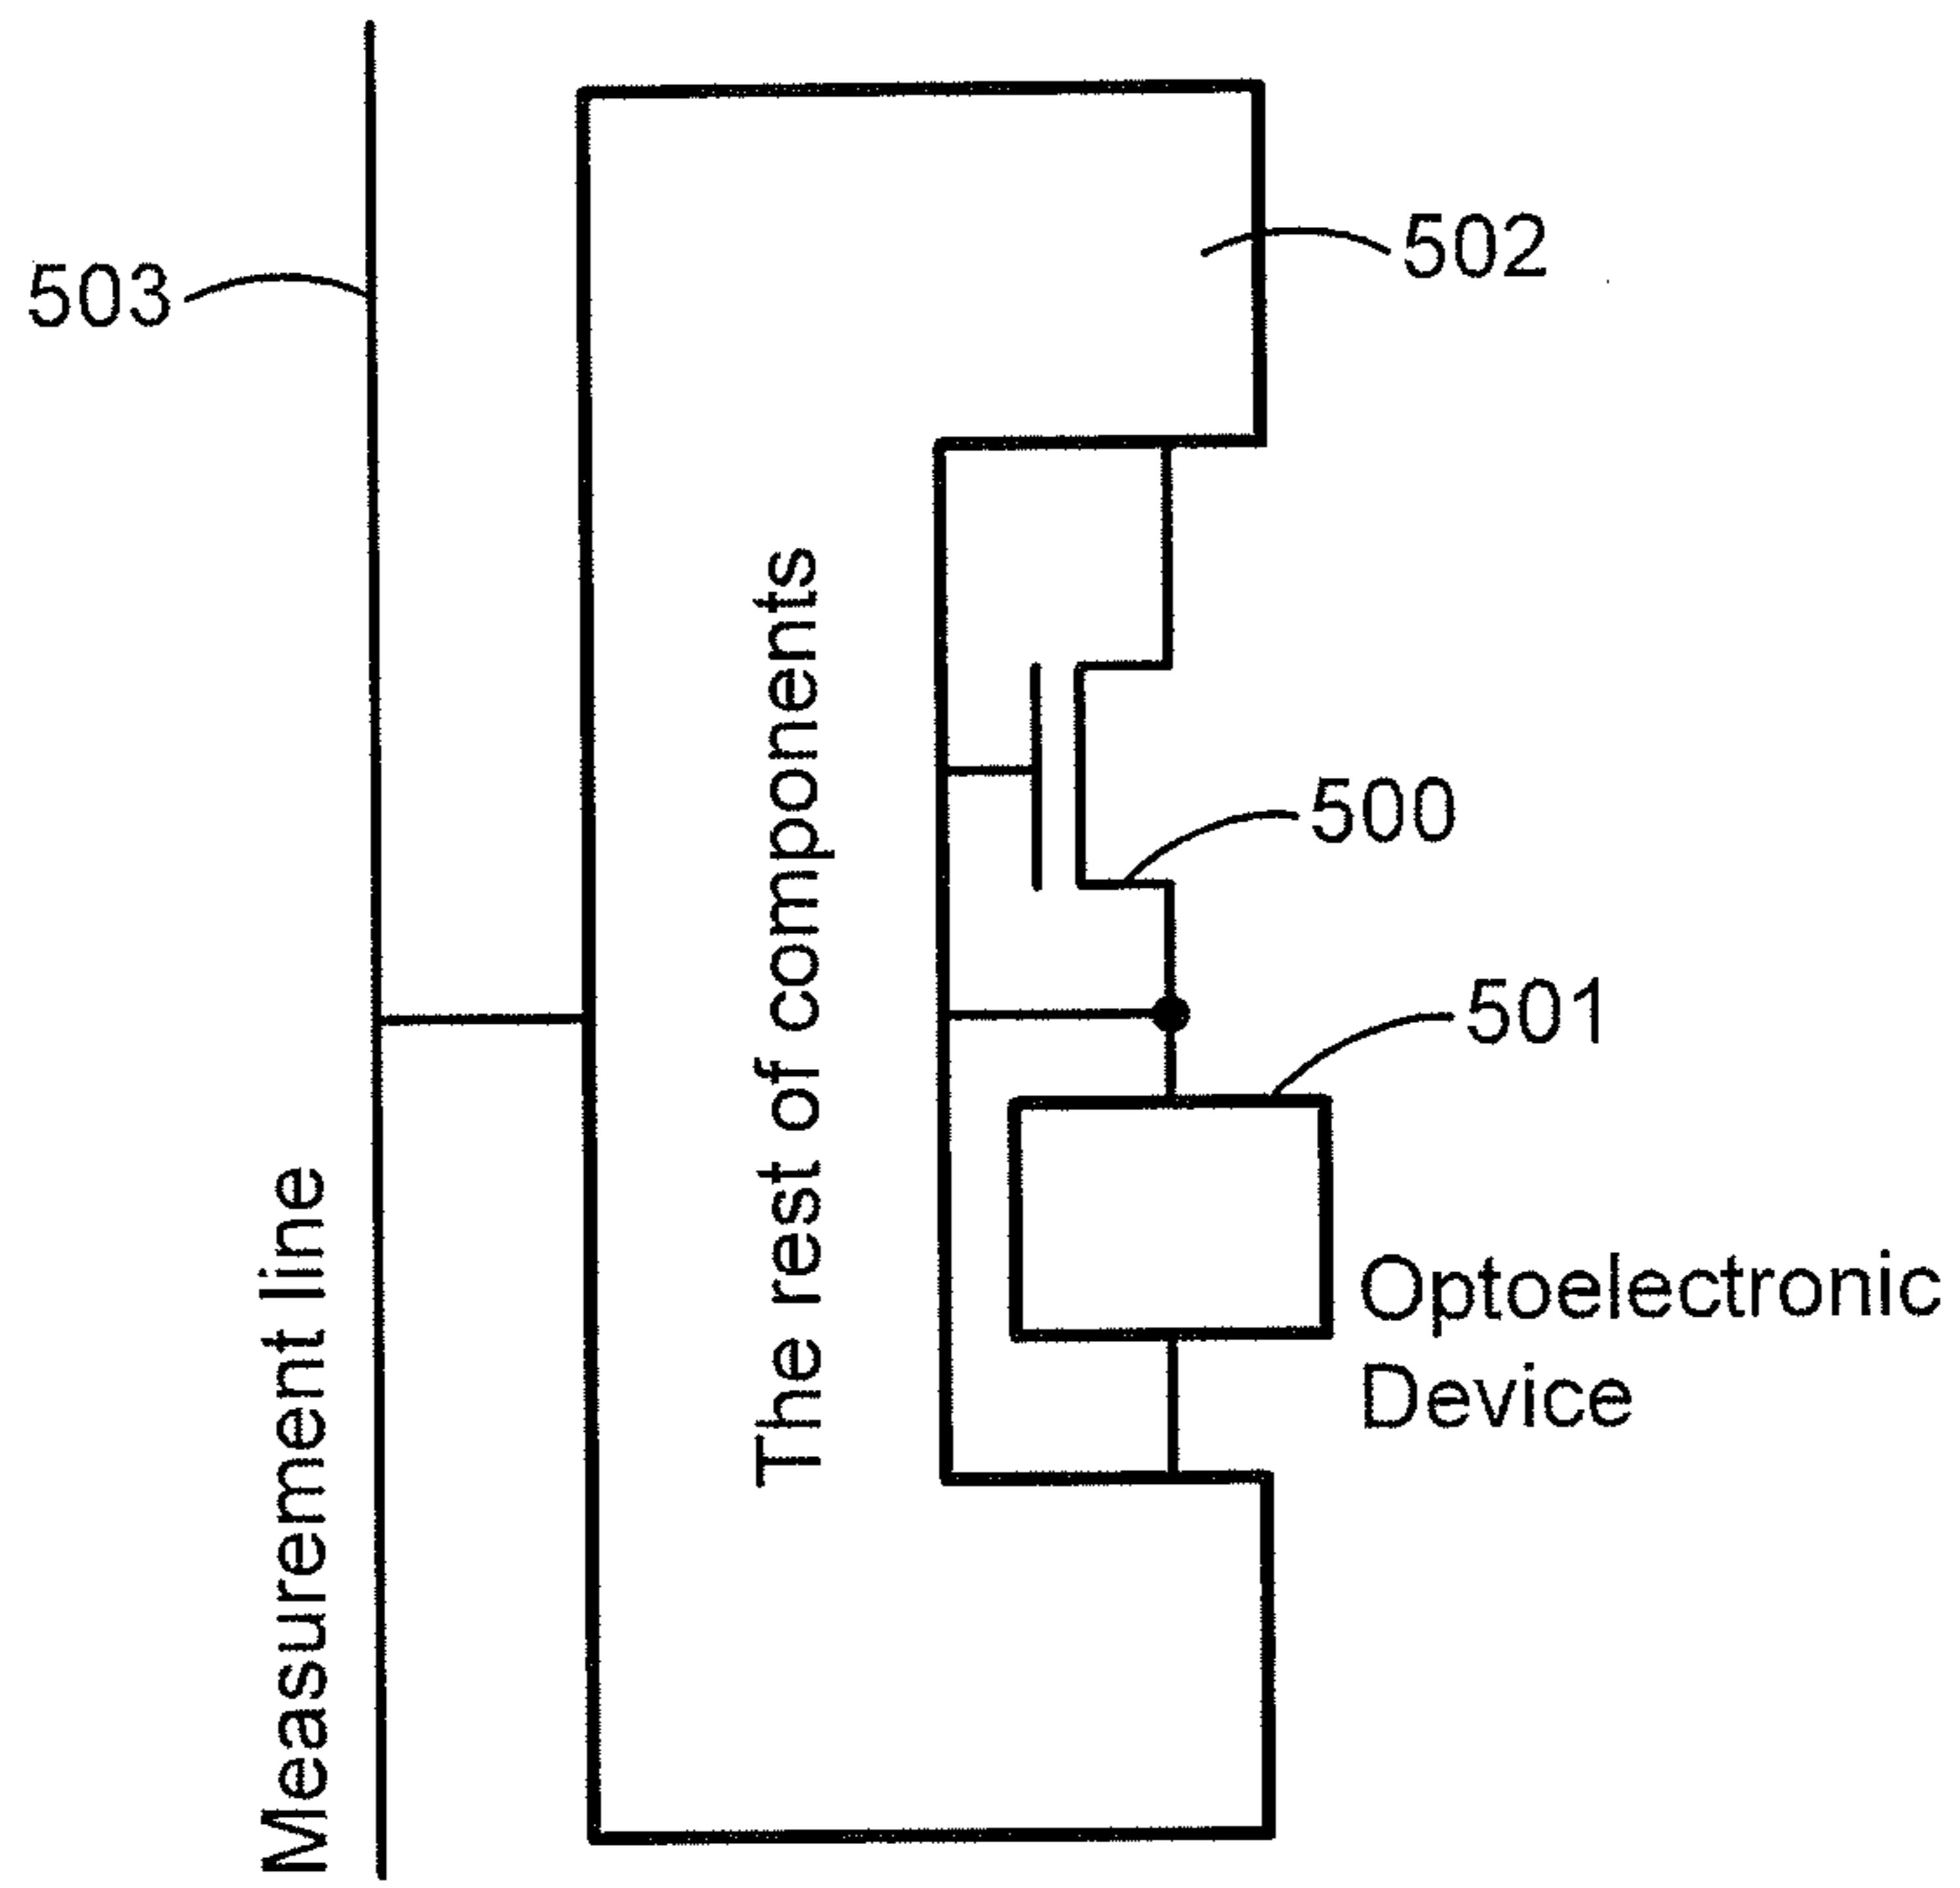 502
503
500
501
The rest of components
Measurement line
Optoelectronic
Device